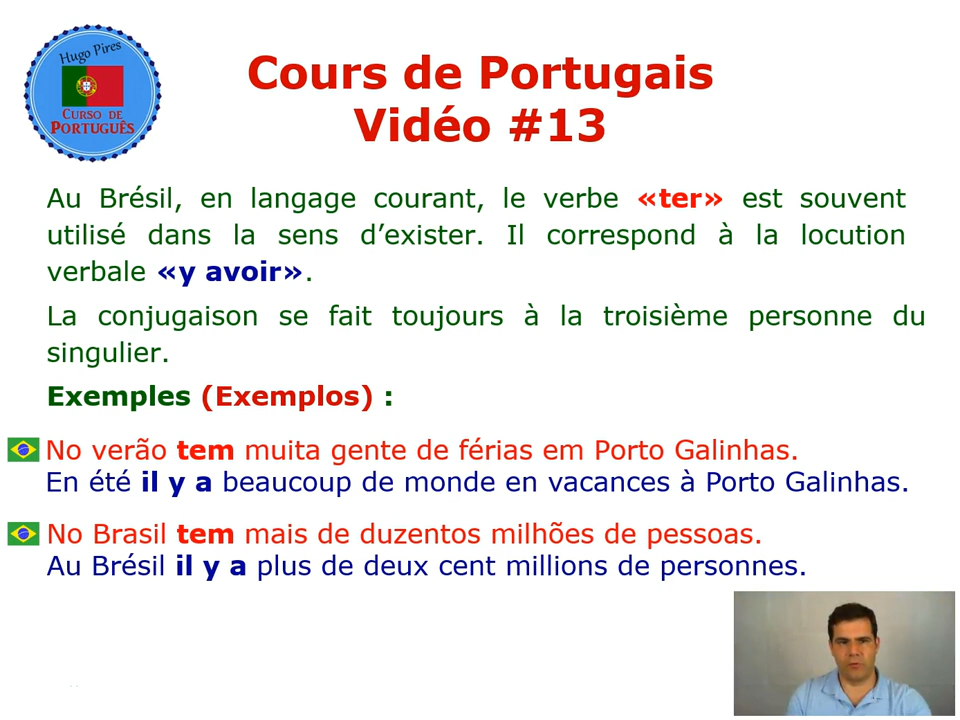 Hugo Pires
CURSO DE
PORTUGUÊS
Cours de Portugais
Vidéo #13
Au Brésil, en langage courant, le verbe «ter» est souvent
utilisé dans la sens d’exister. Il correspond à la locution
verbale «y avoir».
La conjugaison se fait toujours à la troisième personne du
singulier.
Exemples (Exemplos) :
No verão tem muita gente de férias em Porto Galinhas.
En été il y a beaucoup de monde en vacances à Porto Galinhas.
No Brasil tem mais de duzentos milhões de pessoas.
Au Brésil il y a plus de deux cent millions de personnes.